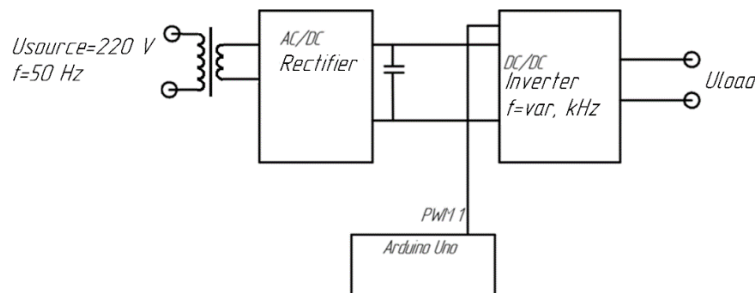 Usource=220 V
f=50 Hz
AC/DC
Rectifier
DC/DC
Inverter
f=var, kHz
Uload
PWM 1
Arduino Uno